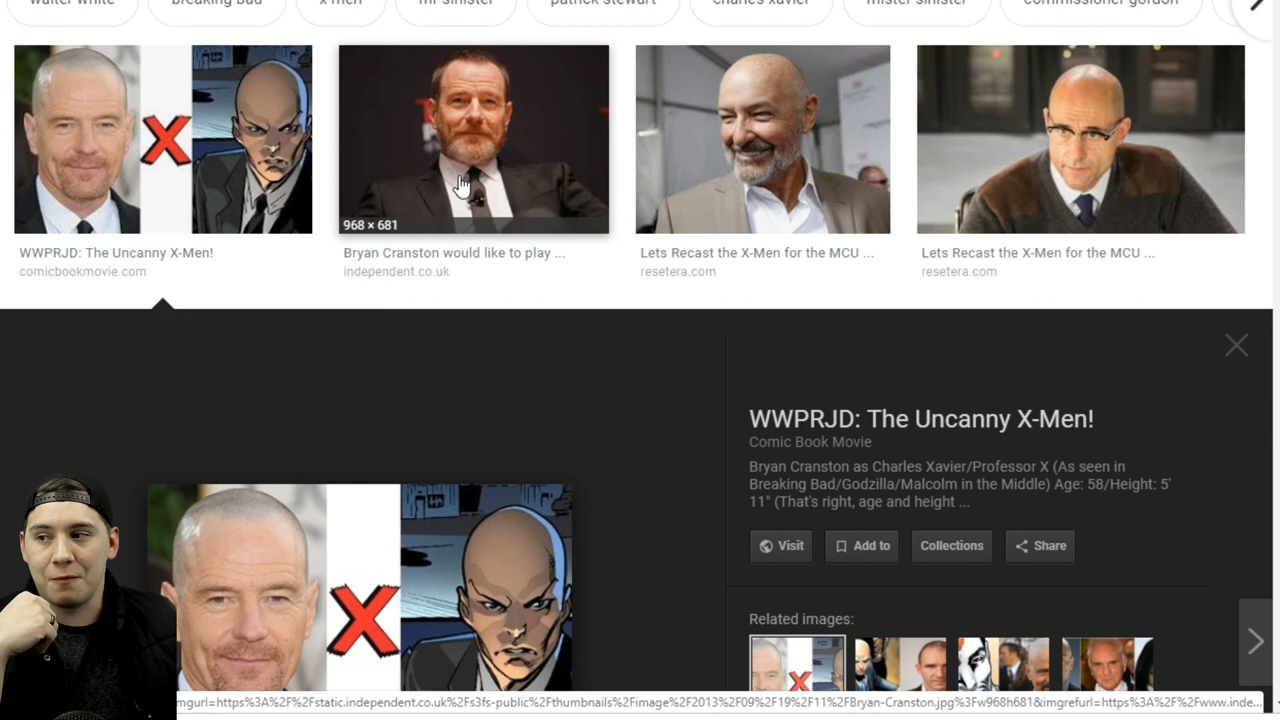 walter white
breaking bad
x men
mr sinister
patrick stewart
charles xavier
mister sinister
commissioner gordon
968 × 681
WWPRJD: The Uncanny X-Men!
comicbookmovie.com
Bryan Cranston would like to play ...
independent.co.uk
Lets Recast the X-Men for the MCU ...
resetera.com
Lets Recast the X-Men for the MCU ...
resetera.com
WWPRJD: The Uncanny X-Men!
Comic Book Movie
Bryan Cranston as Charles Xavier/Professor X (As seen in
Breaking Bad/Godzilla/Malcolm in the Middle) Age: 58/Height: 5'
11" (That's right, age and height ...
Visit
Add to
Collections
Share
Related images:
imgurl=https%3A%2F%2Fstatic.independent.co.uk%2Fs3fs-public%2Fthumbnails%2Fimage%2F2013%2F09%2F19%2F11%2FBryan-Cranston.jpg%3Fw968h681&imgrefurl=https%3A%2F%2Fwww.inde...